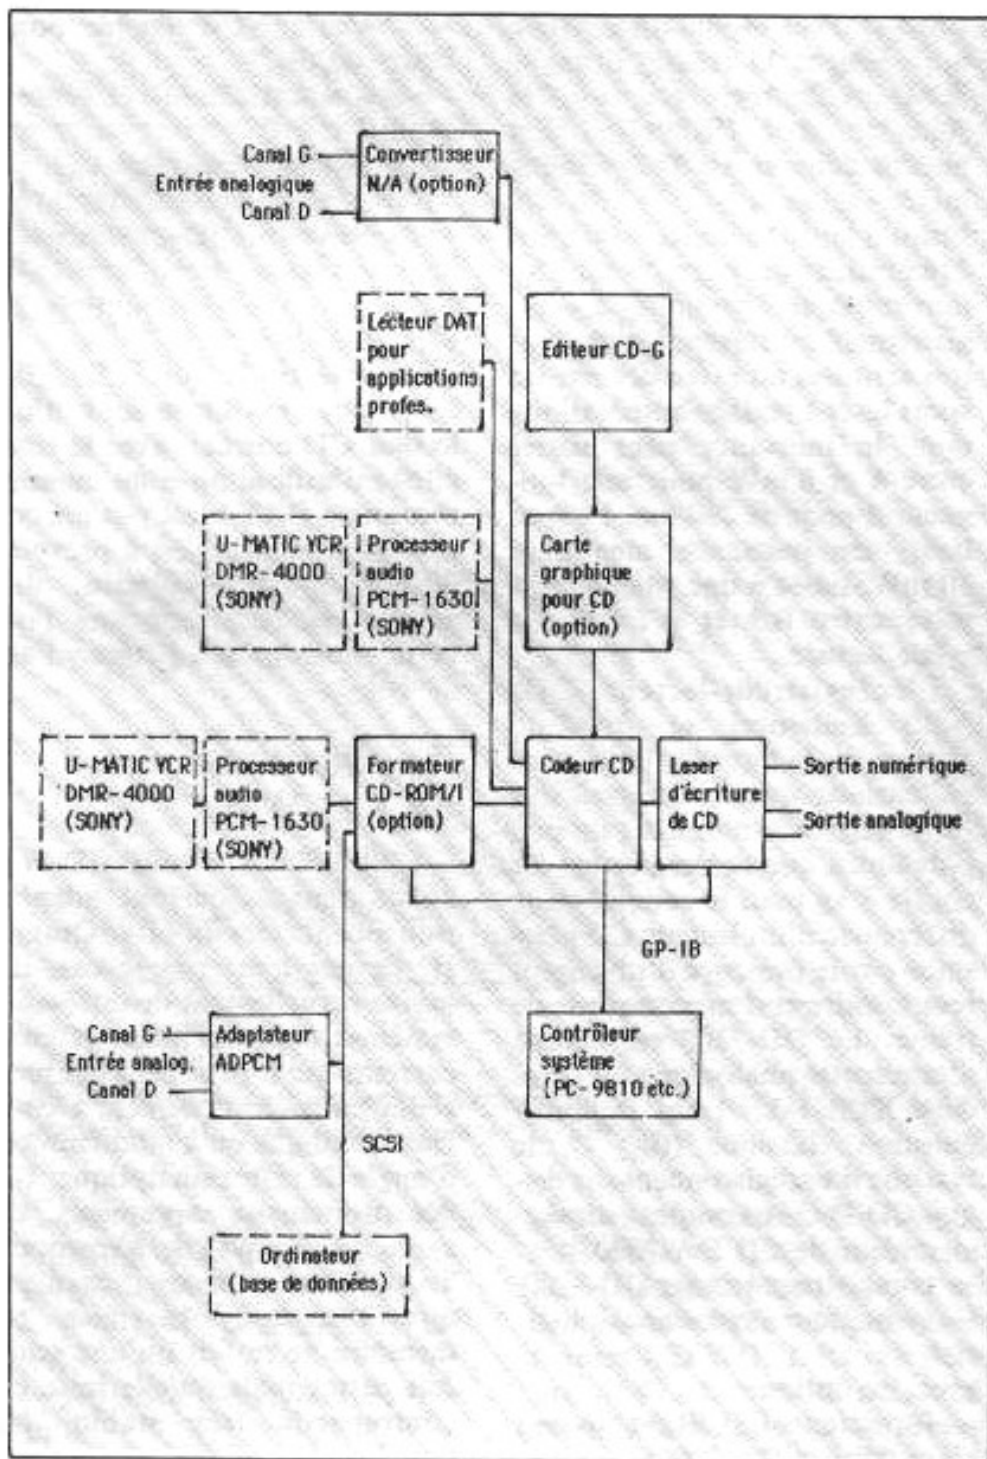 Canal G
Entrée analogique
Canal D
Convertisseur
N/A (option)
Lecteur DAT
pour
applications
profes.
Editeur CD-G
U-MATIC VCR
DMR-4000
(SONY)
Processeur
audio
PCM-1630
(SONY)
Carte
graphique
pour CD
(option)
U-MATIC VCR
DMR-4000
(SONY)
Processeur
audio
PCM-1630
(SONY)
Formateur
CD-ROM/I
(option)
Codeur CD
Laser
d'écriture
de CD
Sortie numérique
Sortie analogique
GP-IB
Canal G
Entrée analog.
Canal D
Adaptateur
ADPCM
Contrôleur
système
(PC-9810 etc.)
SCSI
Ordinateur
(base de données)